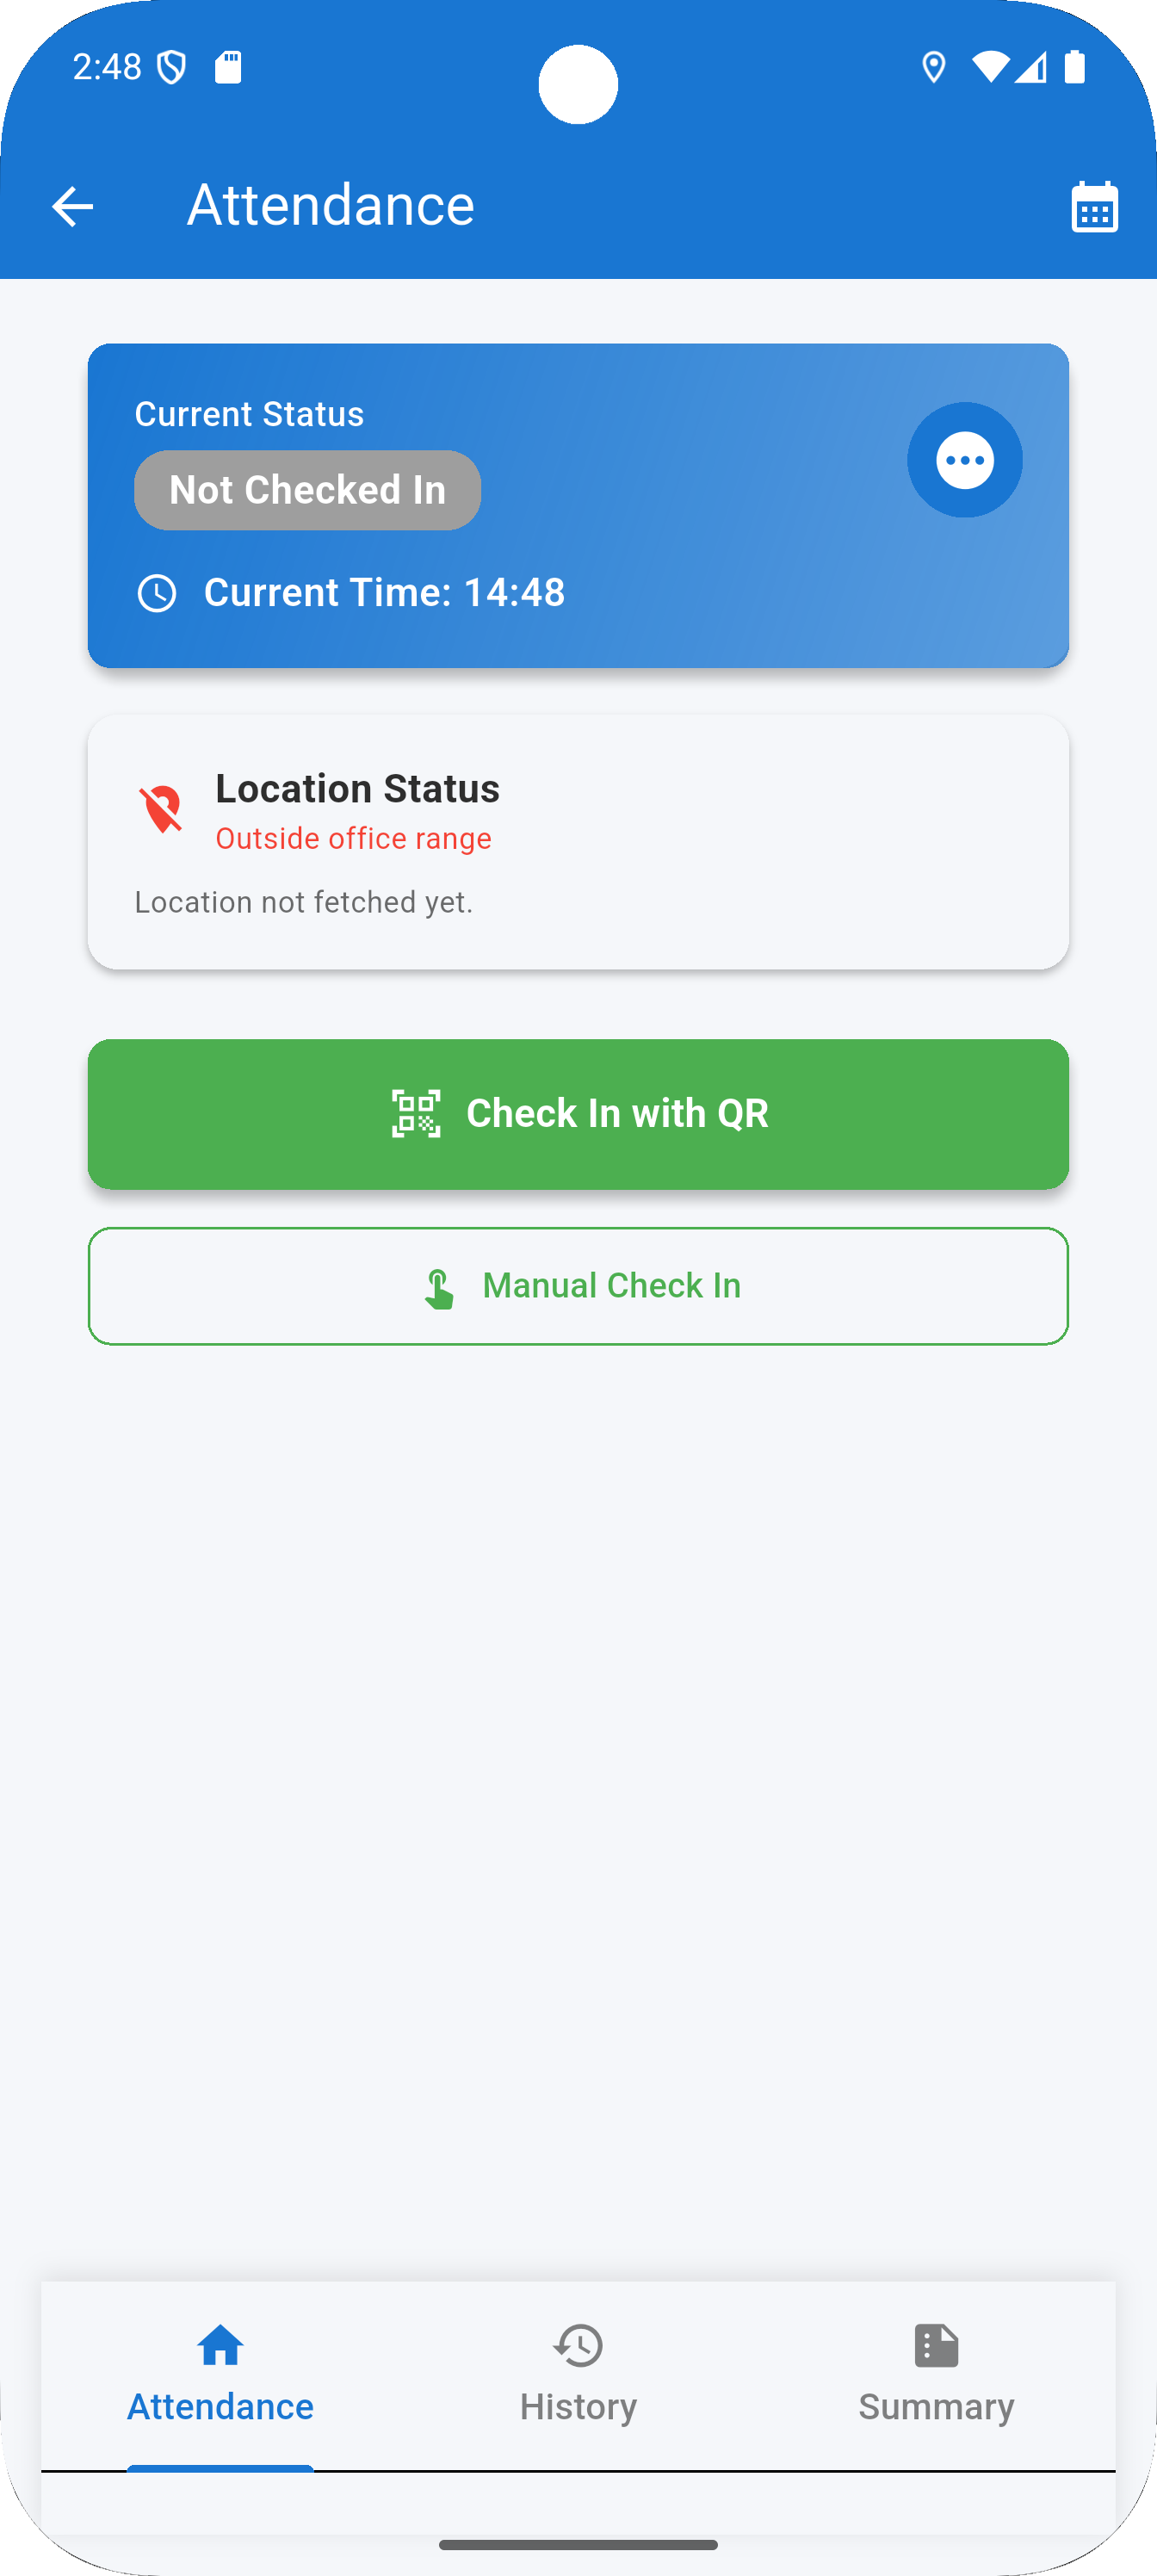 2:48
Attendance
Current Status
Not Checked In
Current Time: 14:48
Location Status
Outside office range
Location not fetched yet.
Check In with QR
Manual Check In
Attendance
History
Summary